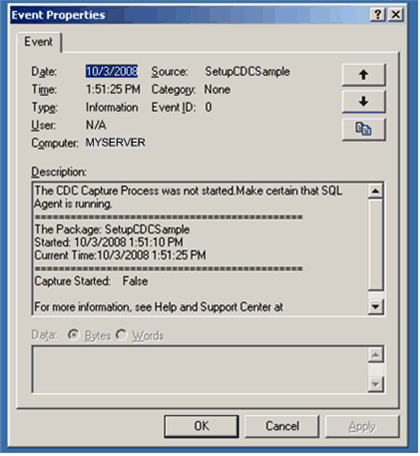 Event Properties
Event
Date: 10/3/2008 Source: SetupCDCSample
Time: 1:51:25 PM Category: None
Type: Information Event ID: 0
User: N/A
Computer: MYSERVER
Description:
The CDC Capture Process was not started.Make certain that SQL
Agent is running.
==================================================
The Package: SetupCDCSample
Started: 10/3/2008 1:51:10 PM
Current Time:10/3/2008 1:51:25 PM
==================================================
Capture Started: False
For more information, see Help and Support Center at
Data: Bytes Words
OK Cancel Apply